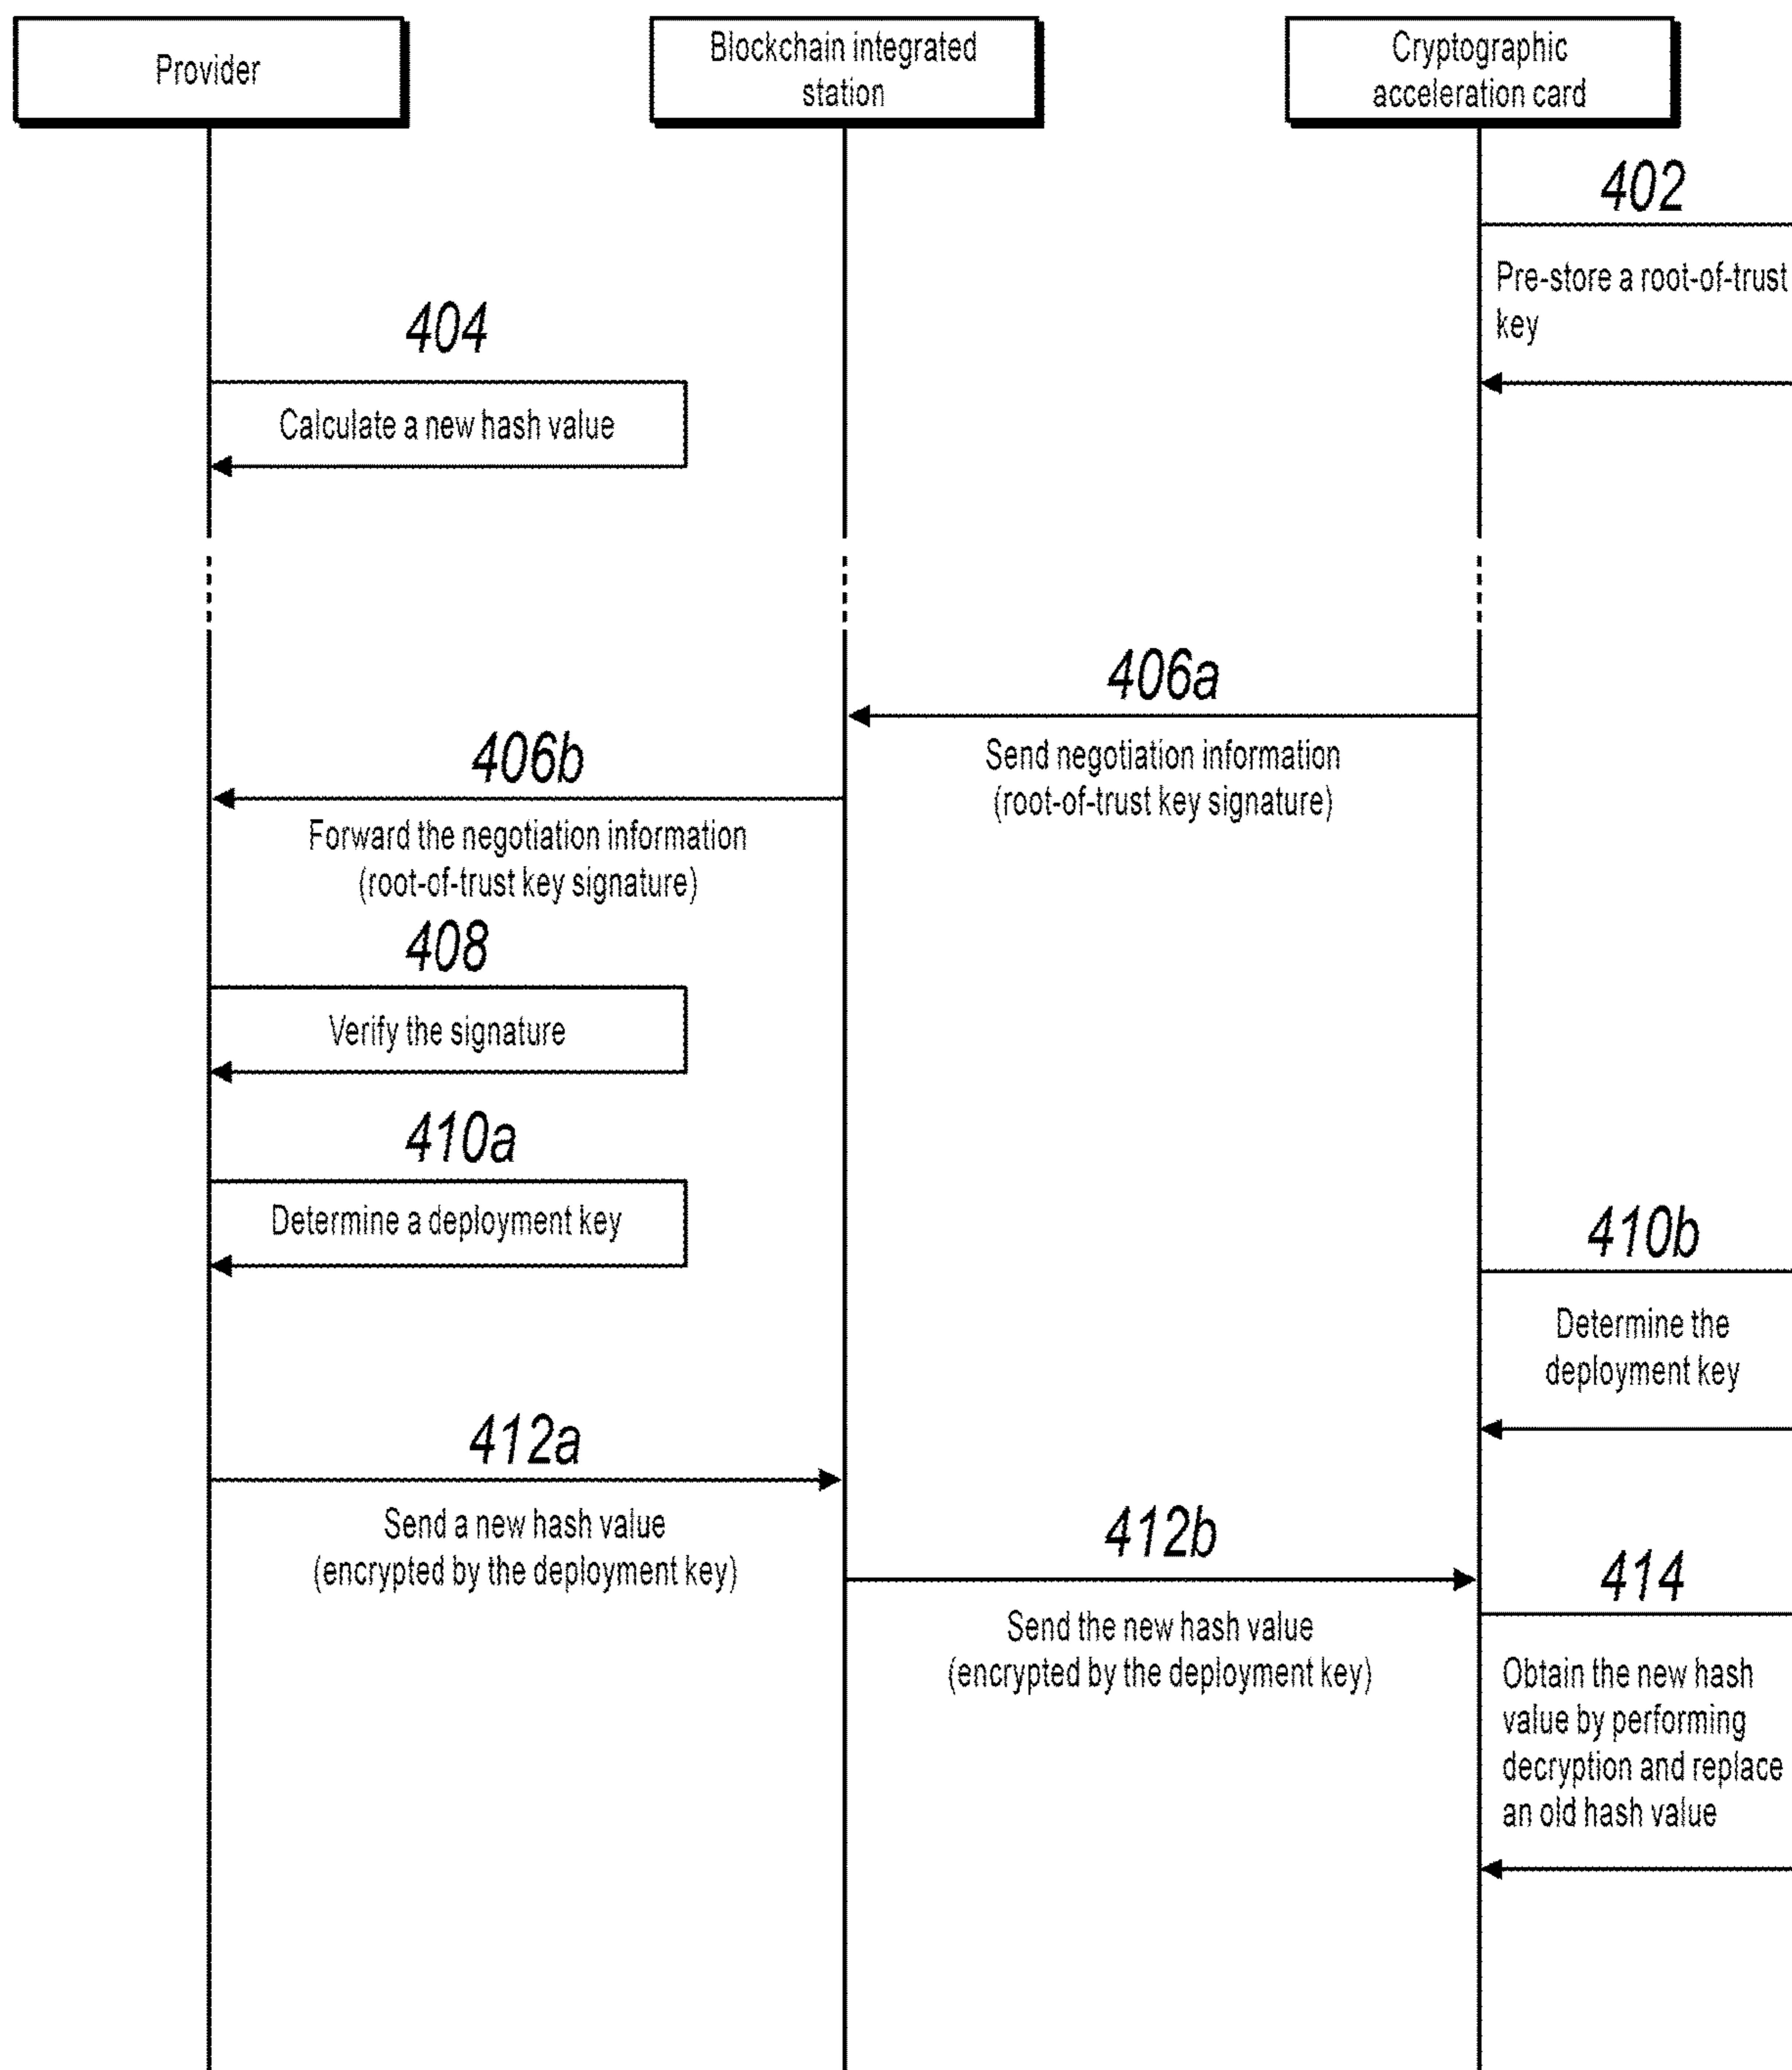 Provider
Blockchain integrated
station
Cryptographic
acceleration card
402
Pre-store a root-of-trust
key
404
Calculate a new hash value
406a
Send negotiation information
(root-of-trust key signature)
406b
Forward the negotiation information
(root-of-trust key signature)
408
Verify the signature
410a
Determine a deployment key
410b
Determine the
deployment key
412a
Send a new hash value
(encrypted by the deployment key)
412b
Send the new hash value
(encrypted by the deployment key)
414
Obtain the new hash
value by performing
decryption and replace
an old hash value